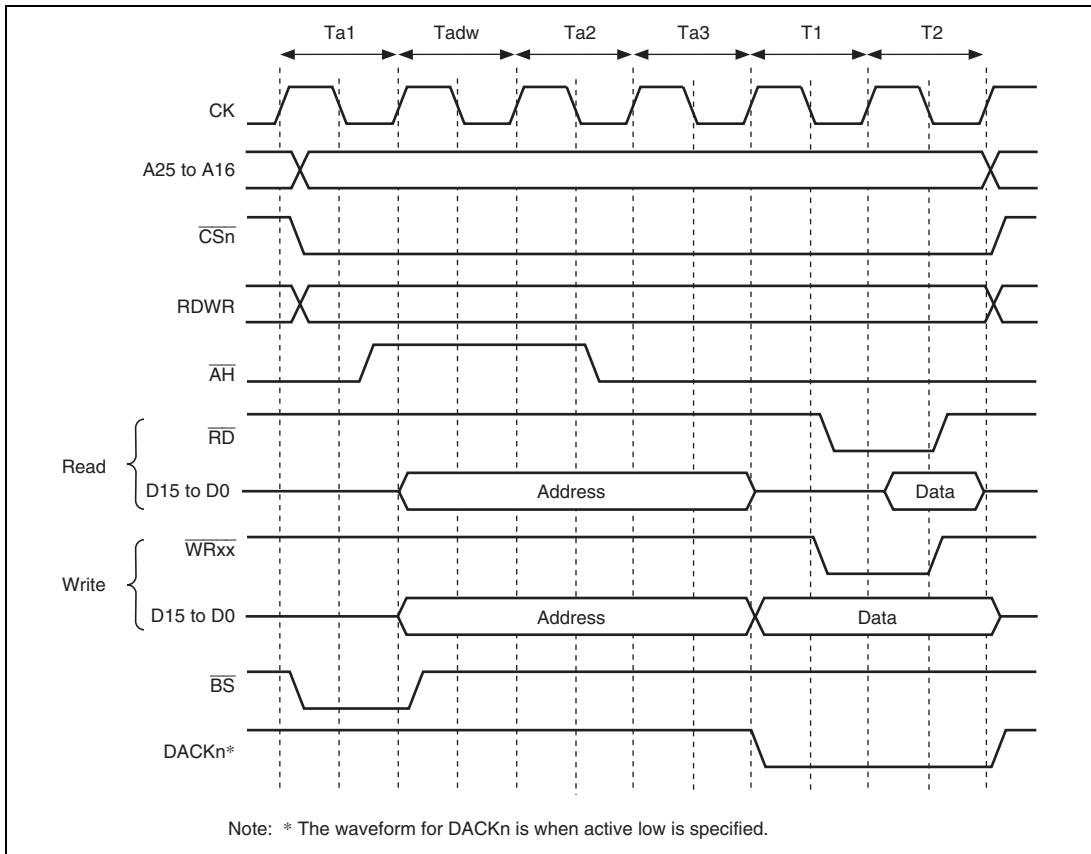 Ta1 Tadw Ta2 Ta3 T1 T2
CK
A25 to A16
CSn
RDWR
AH
RD
Read
D15 to D0 Address Data
WRxx
Write
D15 to D0 Address Data
BS
DACKn*
Note: * The waveform for DACKn is when active low is specified.